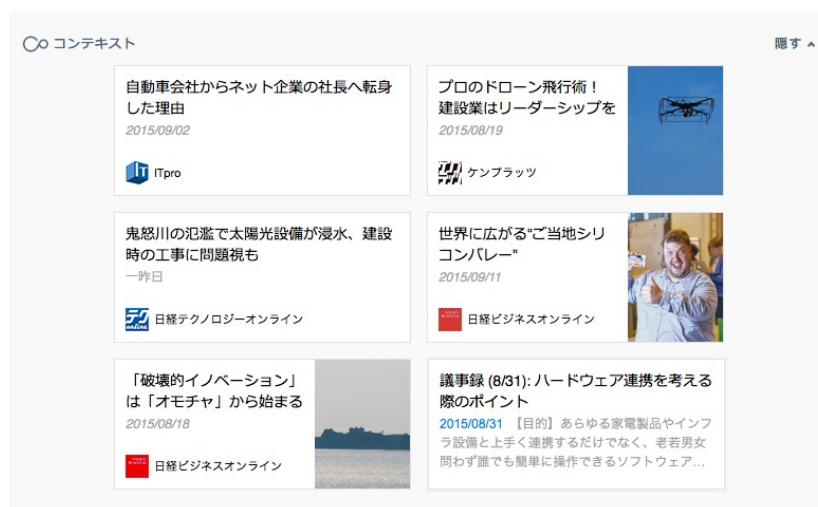 コンテキスト
隠す
自動車会社からネット企業の社長へ転身
した理由
2015/09/02
ITpro
プロのドローン飛行術！
建設業はリーダーシップを
2015/08/19
ケンプラッツ
鬼怒川の氾濫で太陽光設備が浸水、建設
時の工事に問題視も
一昨日
日経テクノロジーオンライン
世界に広がる“ご当地シリ
コンバレー”
2015/09/11
日経ビジネスオンライン
「破壊的イノベーション」
は「オモチャ」から始まる
2015/08/18
日経ビジネスオンライン
議事録 (8/31): ハードウェア連携を考える
際のポイント
2015/08/31 【目的】あらゆる家電製品やインフ
ラ設備と上手く連携するだけでなく、老若男女
問わず誰でも簡単に操作できるソフトウェア...